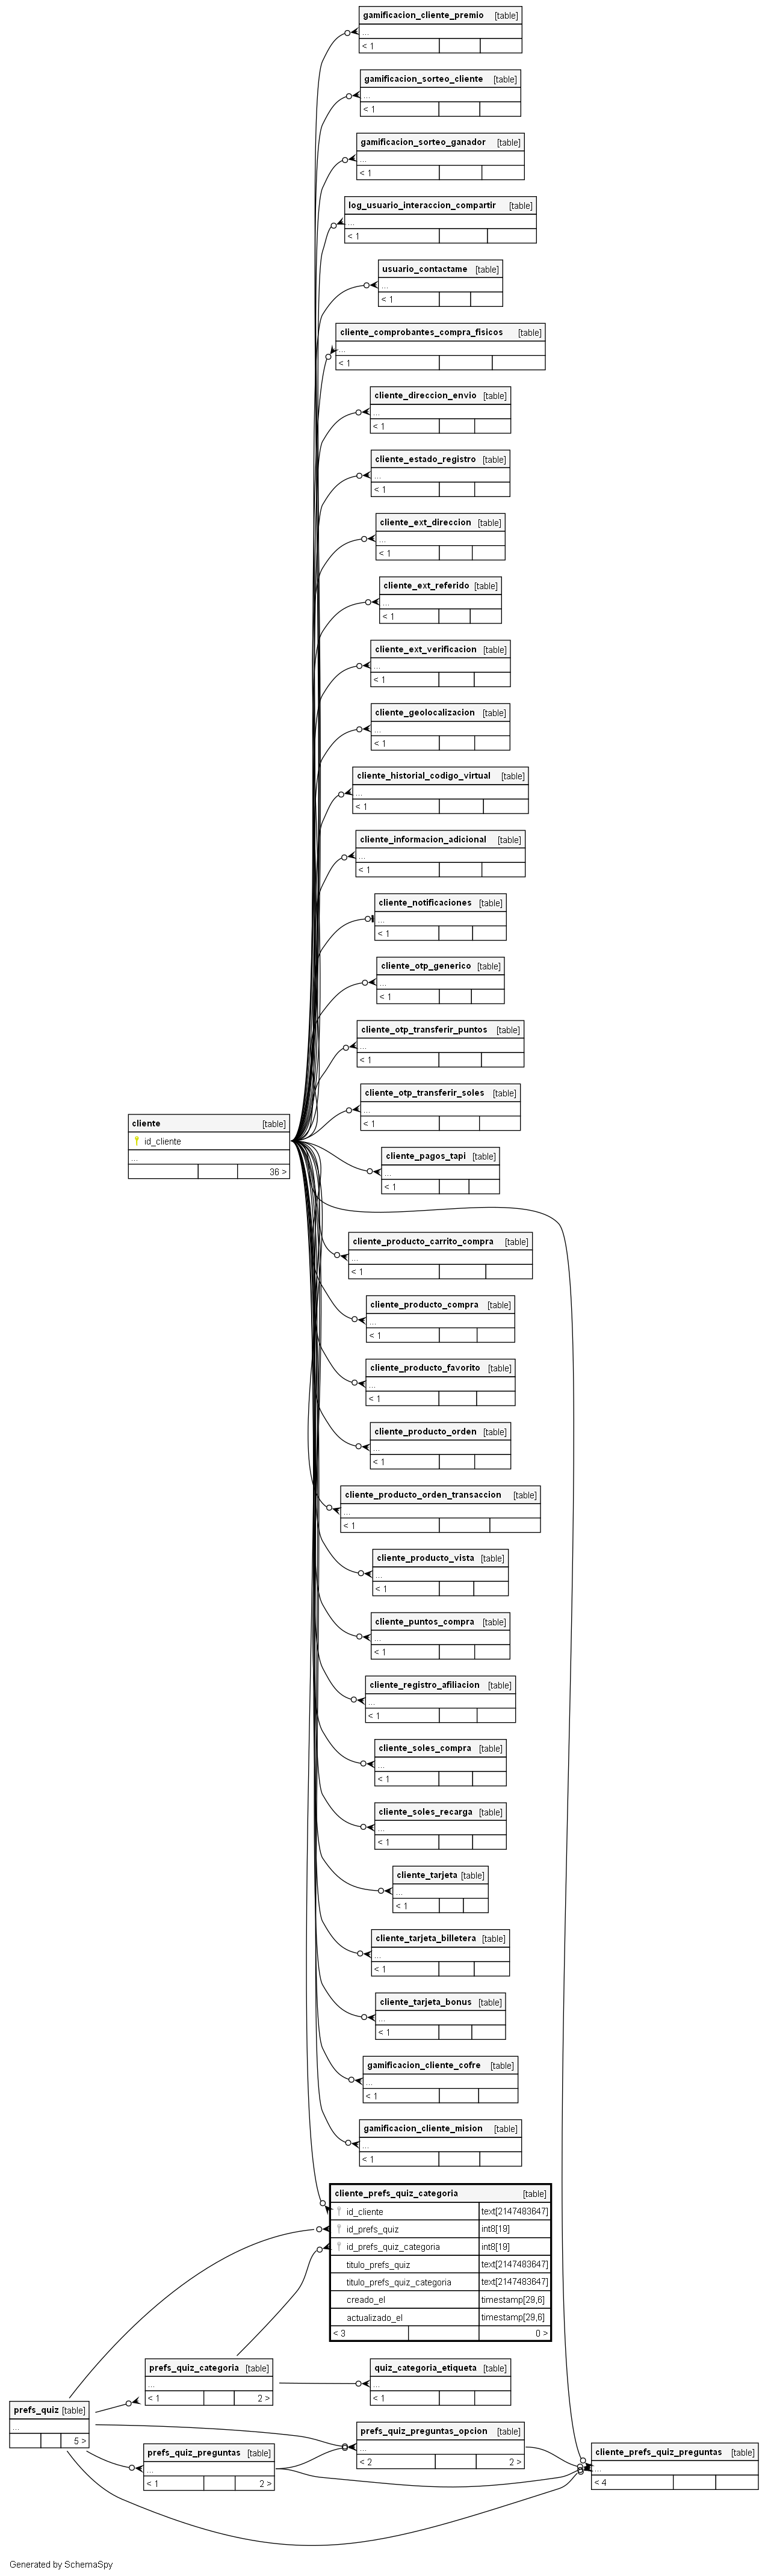 gamificacion_cliente_premio [table]
...
< 1
gamificacion_sorteo_cliente [table]
...
< 1
gamificacion_sorteo_ganador [table]
...
< 1
log_usuario_interaccion_compartir [table]
...
< 1
usuario_contactame [table]
...
< 1
cliente_comprobantes_compra_fisicos [table]
...
< 1
cliente_direccion_envio [table]
...
< 1
cliente_estado_registro [table]
...
< 1
cliente_ext_direccion [table]
...
< 1
cliente_ext_referido [table]
...
< 1
cliente_ext_verificacion [table]
...
< 1
cliente_geolocalizacion [table]
...
< 1
cliente_historial_codigo_virtual [table]
...
< 1
cliente_informacion_adicional [table]
...
< 1
cliente_notificaciones [table]
...
< 1
cliente_otp_generico [table]
...
< 1
cliente_otp_transferir_puntos [table]
...
< 1
cliente_otp_transferir_soles [table]
...
< 1
cliente [table]
id_cliente
...
36 >
cliente_pagos_tapi [table]
...
< 1
cliente_producto_carrito_compra [table]
...
< 1
cliente_producto_compra [table]
...
< 1
cliente_producto_favorito [table]
...
< 1
cliente_producto_orden [table]
...
< 1
cliente_producto_orden_transaccion [table]
...
< 1
cliente_producto_vista [table]
...
< 1
cliente_puntos_compra [table]
...
< 1
cliente_registro_afiliacion [table]
...
< 1
cliente_soles_compra [table]
...
< 1
cliente_soles_recarga [table]
...
< 1
cliente_tarjeta [table]
...
< 1
cliente_tarjeta_billetera [table]
...
< 1
cliente_tarjeta_bonus [table]
...
< 1
gamificacion_cliente_cofre [table]
...
< 1
gamificacion_cliente_mision [table]
...
< 1
cliente_prefs_quiz_categoria [table]
id_cliente text[2147483647]
id_prefs_quiz int8[19]
id_prefs_quiz_categoria int8[19]
titulo_prefs_quiz text[2147483647]
titulo_prefs_quiz_categoria text[2147483647]
creado_el timestamp[29,6]
actualizado_el timestamp[29,6]
< 3 0 >
prefs_quiz_categoria [table]
...
< 1 2 >
quiz_categoria_etiqueta [table]
...
< 1
prefs_quiz [table]
...
5 >
prefs_quiz_preguntas_opcion [table]
...
< 2 2 >
prefs_quiz_preguntas [table]
...
< 1 2 >
cliente_prefs_quiz_preguntas [table]
...
< 4
Generated by SchemaSpy